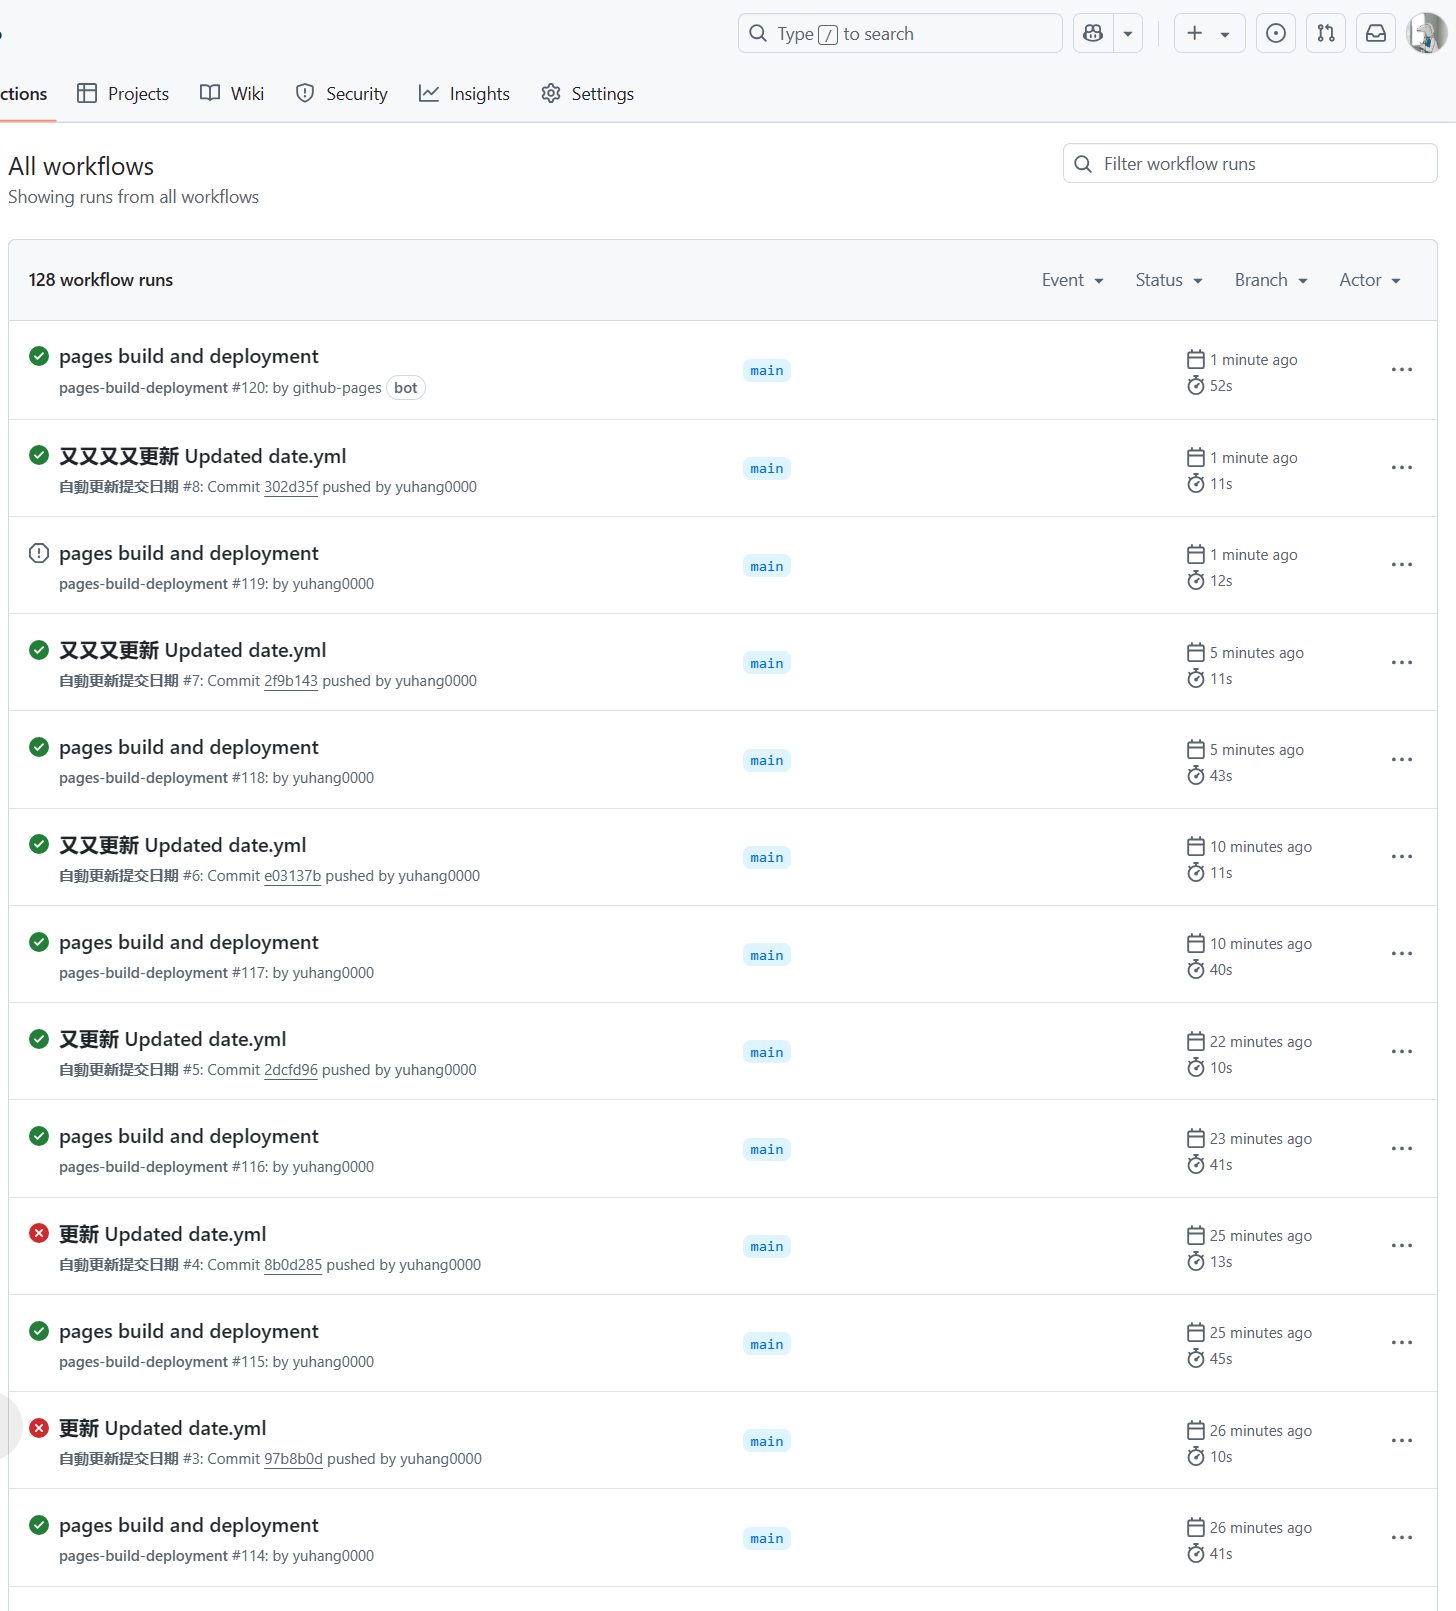 Type / to search
ctions Projects Wiki Security Insights Settings
All workflows
Filter workflow runs
Showing runs from all workflows
128 workflow runs Event Status Branch Actor
pages build and deployment
pages-build-deployment #120: by github-pages bot
main
1 minute ago
52s
又又又又更新 Updated date.yml
自動更新提交日期 #8: Commit 302d35f pushed by yuhang0000
main
1 minute ago
11s
pages build and deployment
pages-build-deployment #119: by yuhang0000
main
1 minute ago
12s
又又又更新 Updated date.yml
自動更新提交日期 #7: Commit 2f9b143 pushed by yuhang0000
main
5 minutes ago
11s
pages build and deployment
pages-build-deployment #118: by yuhang0000
main
5 minutes ago
43s
又又更新 Updated date.yml
自動更新提交日期 #6: Commit e03137b pushed by yuhang0000
main
10 minutes ago
11s
pages build and deployment
pages-build-deployment #117: by yuhang0000
main
10 minutes ago
40s
又更新 Updated date.yml
自動更新提交日期 #5: Commit 2dcfd96 pushed by yuhang0000
main
22 minutes ago
10s
pages build and deployment
pages-build-deployment #116: by yuhang0000
main
23 minutes ago
41s
更新 Updated date.yml
自動更新提交日期 #4: Commit 8b0d285 pushed by yuhang0000
main
25 minutes ago
13s
pages build and deployment
pages-build-deployment #115: by yuhang0000
main
25 minutes ago
45s
更新 Updated date.yml
自動更新提交日期 #3: Commit 97b8b0d pushed by yuhang0000
main
26 minutes ago
10s
pages build and deployment
pages-build-deployment #114: by yuhang0000
main
26 minutes ago
41s